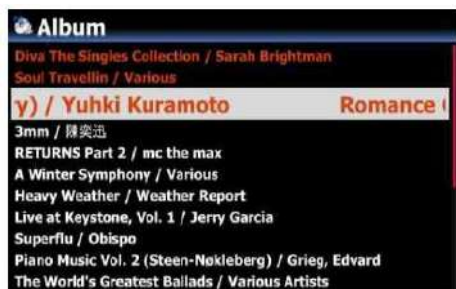 Album
Diva The Singles Collection / Sarah Brightman
Soul Travellin / Various
y) / Yuhki Kuramoto Romance (
3mm / 陳奕迅
RETURNS Part 2 / mc the max
A Winter Symphony / Various
Heavy Weather / Weather Report
Live at Keystone, Vol. 1 / Jerry Garcia
Superflu / Obispo
Piano Music Vol. 2 (Steen-Nøkleberg) / Grieg, Edvard
The World's Greatest Ballads / Various Artists